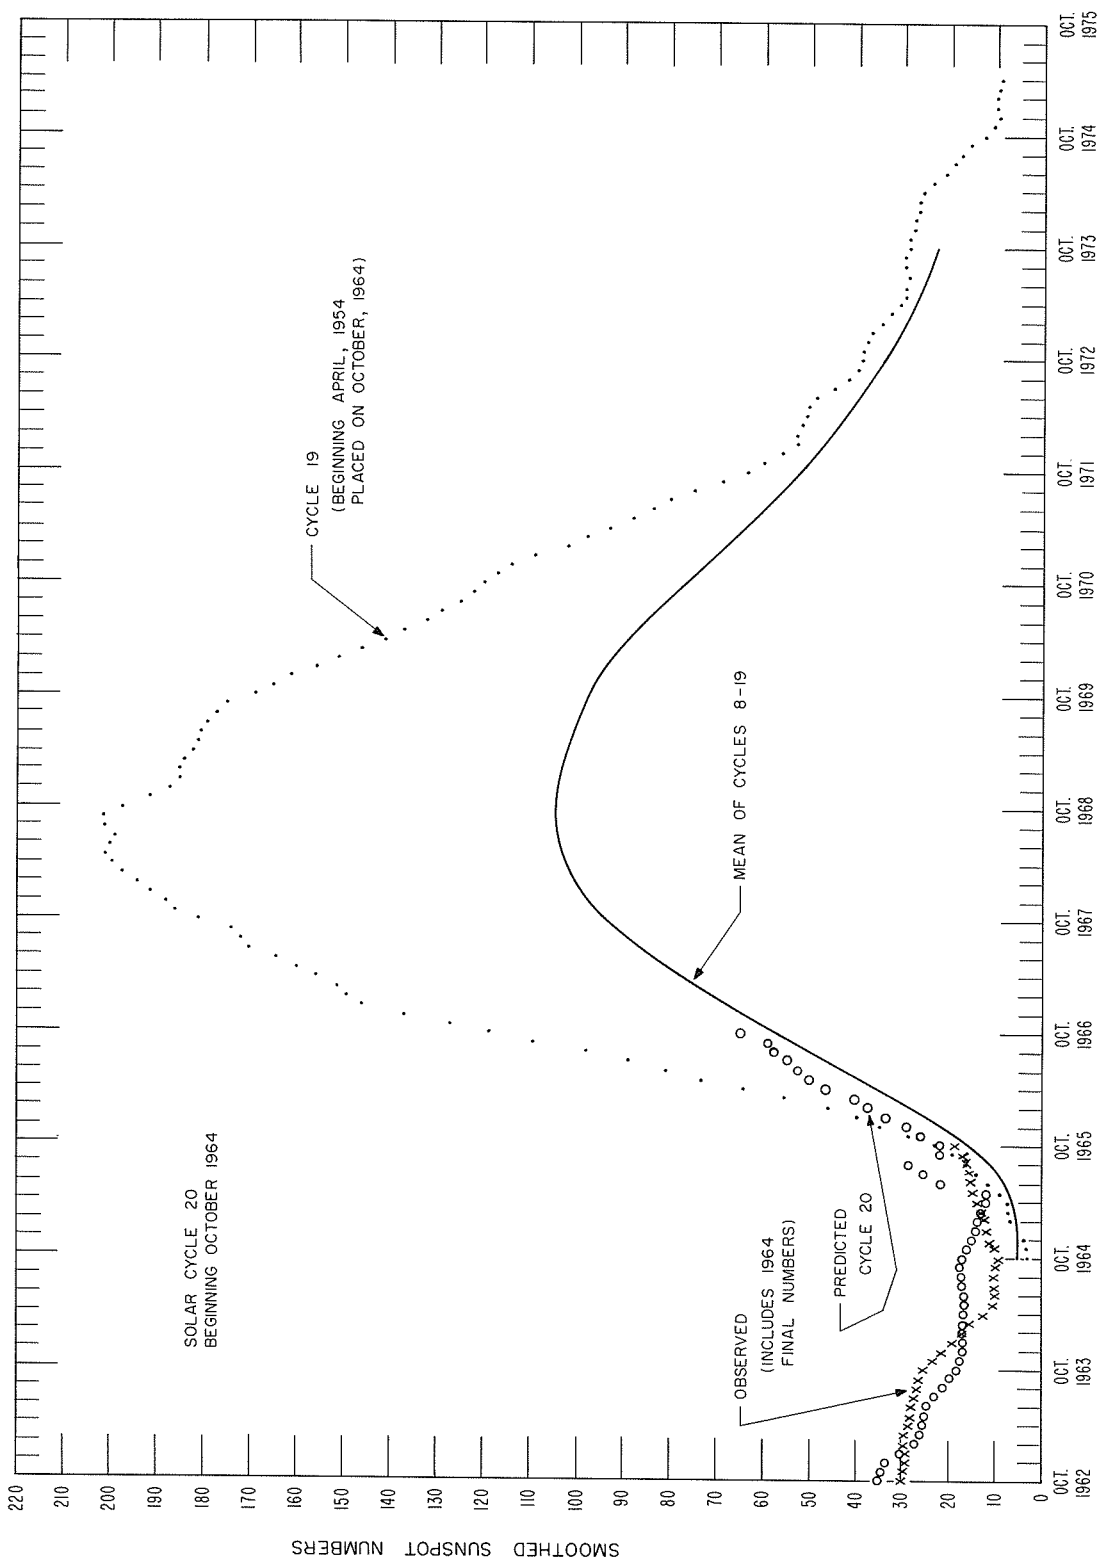 SOLAR CYCLE 20
BEGINNING OCTOBER 1964
CYCLE 19
(BEGINNING APRIL, 1954
PLACED ON OCTOBER, 1964)
MEAN OF CYCLES 8-19
OBSERVED
(INCLUDES 1964
FINAL NUMBERS)
PREDICTED
CYCLE 20
SMOOTHED SUNSPOT NUMBERS
220
210
200
190
180
170
160
150
140
130
120
110
100
90
80
70
60
50
40
30
20
10
0
OCT.
1962
OCT.
1963
OCT.
1964
OCT.
1965
OCT.
1966
OCT.
1967
OCT.
1968
OCT.
1969
OCT.
1970
OCT.
1971
OCT.
1972
OCT.
1973
OCT.
1974
OCT.
1975